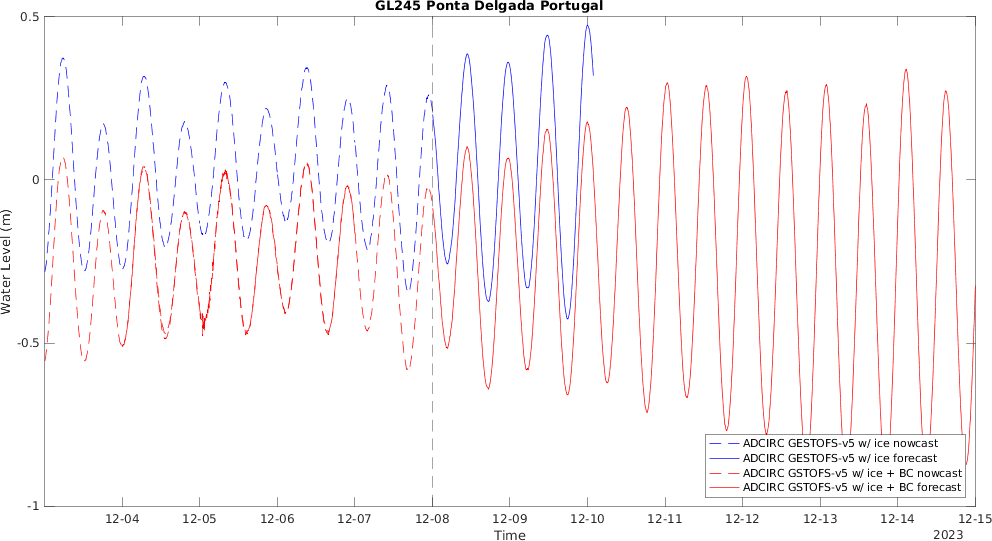 GL245 Ponta Delgada Portugal
0.5
0
-0.5
-1
Water Level (m)
ADCIRC GESTOFS-v5 w/ ice nowcast
ADCIRC GESTOFS-v5 w/ ice forecast
ADCIRC GSTOFS-v5 w/ ice + BC nowcast
ADCIRC GSTOFS-v5 w/ ice + BC forecast
12-04 12-05 12-06 12-07 12-08 12-09 12-10 12-11 12-12 12-13 12-14 12-15
Time
2023